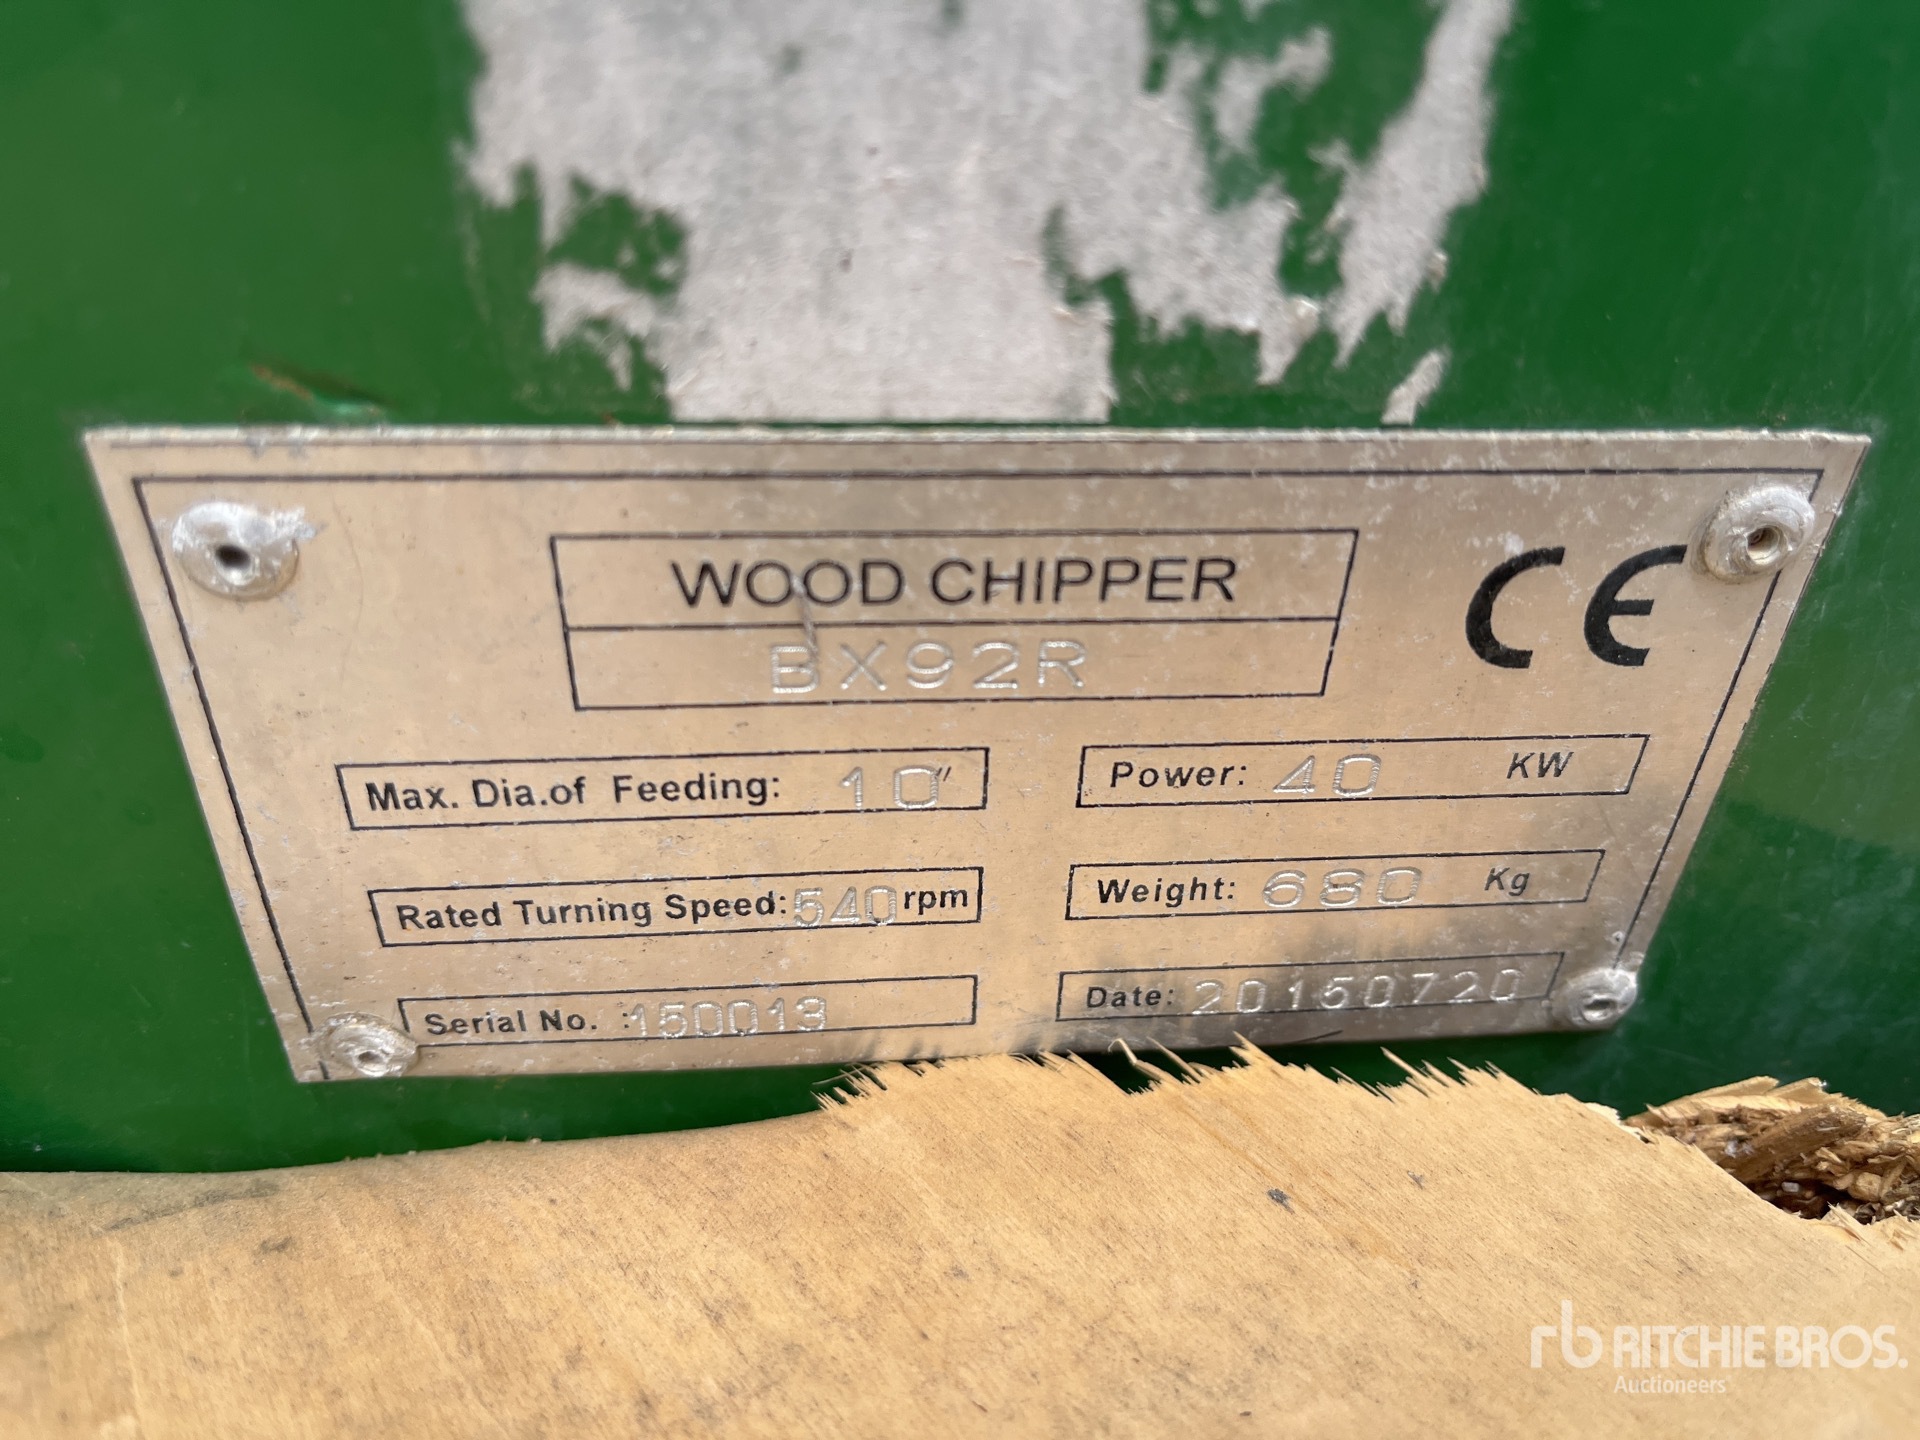 WOOD CHIPPER
CE
BX92R
Max. Dia.of Feeding: 10"
Power: 40 KW
Rated Turning Speed: 540 rpm
Weight: 680 Kg
Serial No. :150013
Date: 20150720
rb RITCHIE BROS.
Auctioneers